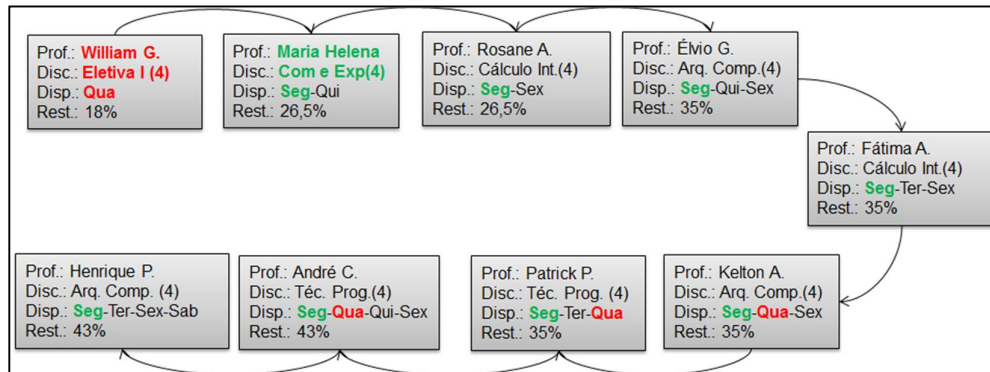 Prof.: William G.
Disc.: Eletiva I (4)
Disp.: Qua
Rest.: 18%
Prof.: Maria Helena
Disc.: Com e Exp(4)
Disp.: Seg-Qui
Rest.: 26,5%
Prof.: Rosane A.
Disc.: Cálculo Int.(4)
Disp.: Seg-Sex
Rest.: 26,5%
Prof.: Élvio G.
Disc.: Arq. Comp.(4)
Disp.: Seg-Qui-Sex
Rest.: 35%
Prof.: Fátima A.
Disc.: Cálculo Int.(4)
Disp.: Seg-Ter-Sex
Rest.: 35%
Prof.: Kelton A.
Disc.: Arq. Comp.(4)
Disp.: Seg-Qua-Sex
Rest.: 35%
Prof.: Patrick P.
Disc.: Téc. Prog. (4)
Disp.: Seg-Ter-Qua
Rest.: 35%
Prof.: André C.
Disc.: Téc. Prog.(4)
Disp.: Seg-Qua-Qui-Sex
Rest.: 43%
Prof.: Henrique P.
Disc.: Arq. Comp. (4)
Disp.: Seg-Ter-Sex-Sab
Rest.: 43%